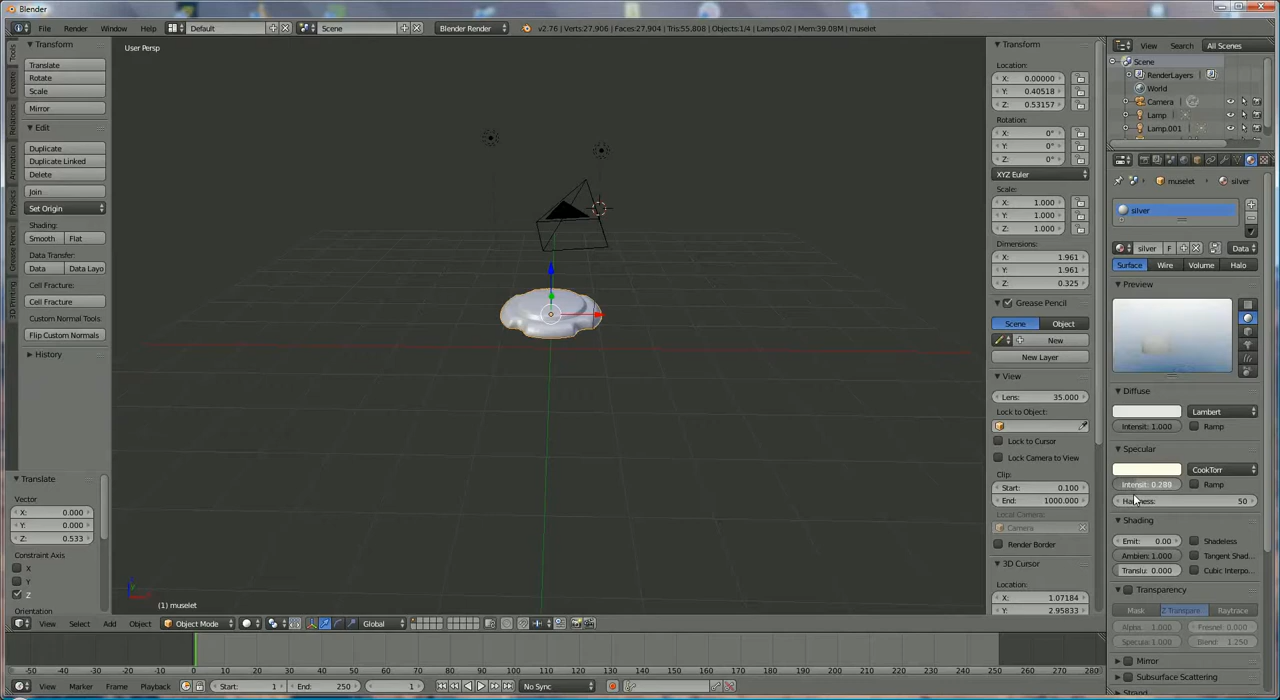 Blender
File Render Window Help Default Scene Blender Render v2.76 | Verts:27,906 | Faces:27,904 | Tris:55,808 | Objects:1/4 | Lamps:0/2 | Mem:39.08M | muselet
View Search All Scenes
Tools
Create
Relations
Animation
Physics
Grease Pencil
3D Printing
Transform
Translate
Rotate
Scale
Mirror
Edit
Duplicate
Duplicate Linked
Delete
Join
Set Origin
Shading:
Smooth Flat
Data Transfer:
Data Data Layo
Cell Fracture:
Cell Fracture
Custom Normal Tools:
Flip Custom Normals
History
Translate
Vector
X: 0.000
Y: 0.000
Z: 0.533
Constraint Axis
X
Y
Z
Orientation
User Persp
(1) muselet
Transform
Location:
X: 0.00000
Y: 0.40518
Z: 0.53157
Rotation:
X: 0°
Y: 0°
Z: 0°
XYZ Euler
Scale:
X: 1.000
Y: 1.000
Z: 1.000
Dimensions:
X: 1.961
Y: 1.961
Z: 0.325
Grease Pencil
Scene Object
New
New Layer
View
Lens: 35.000
Lock to Object:
Lock to Cursor
Lock Camera to View
Clip:
Start: 0.100
End: 1000.000
Local Camera:
Camera
Render Border
3D Cursor
Location:
X: 1.07184
Y: 2.95833
Scene
RenderLayers
World
Camera
Lamp
Lamp.001
muselet silver
silver
silver F Data
Surface Wire Volume Halo
Preview
Diffuse
Lambert
Intensit: 1.000 Ramp
Specular
CookTorr
Intensit: 0.280 Ramp
50
Shading
Emit: 0.00 Shadeless
Ambien: 1.000 Tangent Shad...
Translu: 0.000 Cubic Interpo...
Transparency
Mask Z Transpare Raytrace
Alpha: 1.000 Fresnel: 0.000
Specula: 1.000 Blend: 1.250
Mirror
Subsurface Scattering
Strand
View Select Add Object Object Mode Global
-50 -40 -30 -20 -10 0 10 20 30 40 50 60 70 80 90 100 110 120 130 140 150 160 170 180 190 200 210 220 230 240 250 260 270 280
View Marker Frame Playback Start: 1 End: 250 1 No Sync